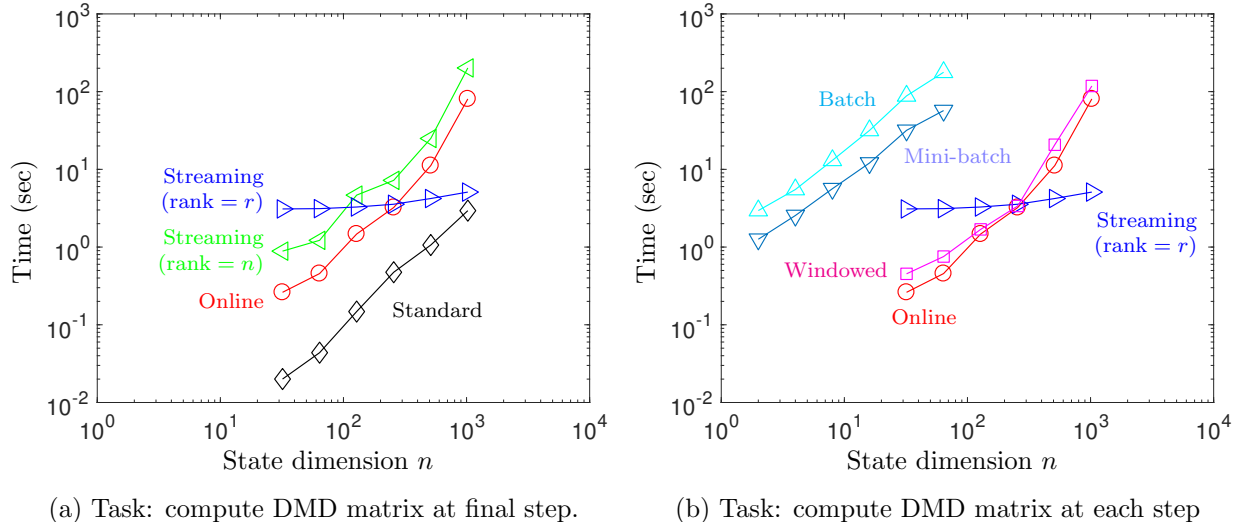 10^3
10^2
10^1
10^0
10^-1
10^-2
Time (sec)
Streaming
(rank = r)
Streaming
(rank = n)
Online
Standard
10^0
10^1
10^2
10^3
10^4
State dimension n
(a) Task: compute DMD matrix at final step.
10^3
10^2
10^1
10^0
10^-1
10^-2
Time (sec)
Batch
Mini-batch
Streaming
(rank = r)
Windowed
Online
10^0
10^1
10^2
10^3
10^4
State dimension n
(b) Task: compute DMD matrix at each step